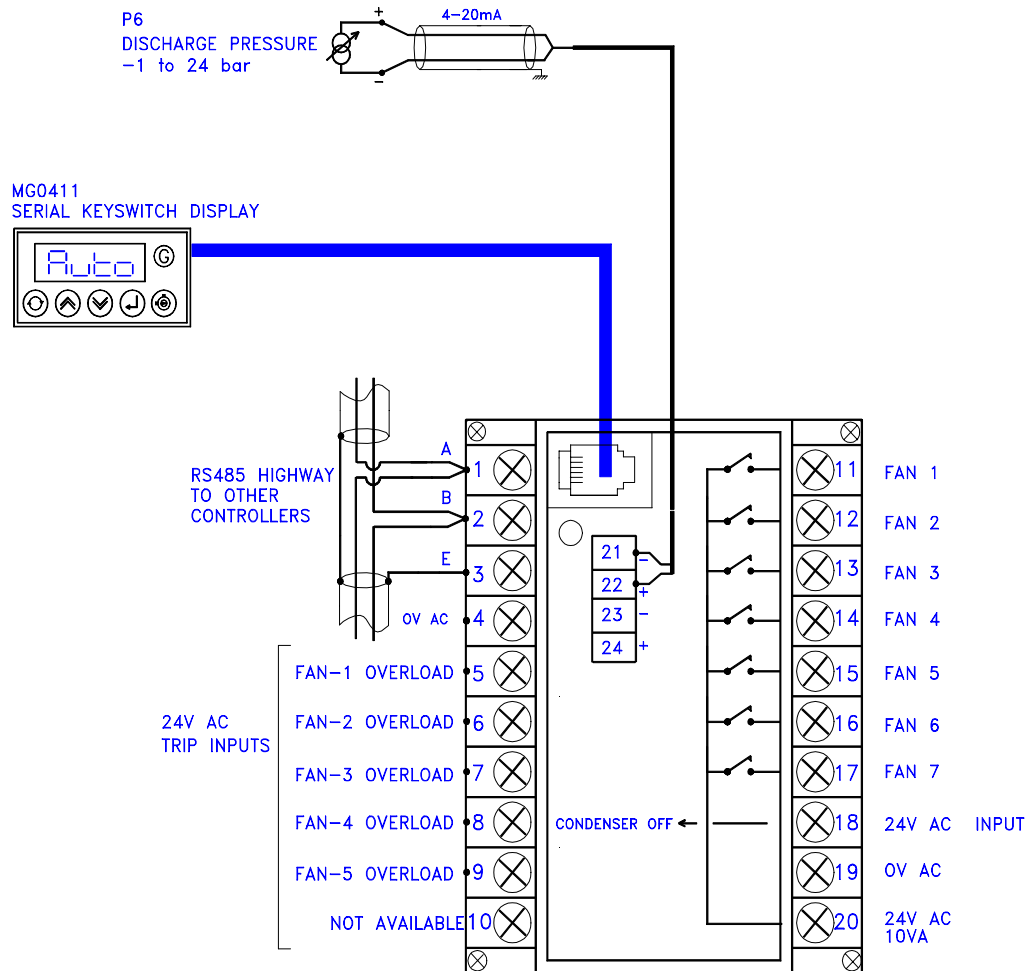 P6
DISCHARGE PRESSURE
-1 to 24 bar
+
-
4-20mA
MG0411
SERIAL KEYSWITCH DISPLAY
Auto
G
RS485 HIGHWAY
TO OTHER
CONTROLLERS
A
1
B
2
E
3
0V AC
4
24V AC
TRIP INPUTS
FAN-1 OVERLOAD
5
FAN-2 OVERLOAD
6
FAN-3 OVERLOAD
7
FAN-4 OVERLOAD
8
FAN-5 OVERLOAD
9
NOT AVAILABLE
10
21
-
22
+
23
-
24
+
CONDENSER OFF
11
FAN 1
12
FAN 2
13
FAN 3
14
FAN 4
15
FAN 5
16
FAN 6
17
FAN 7
18
24V AC INPUT
19
0V AC
20
24V AC
10VA